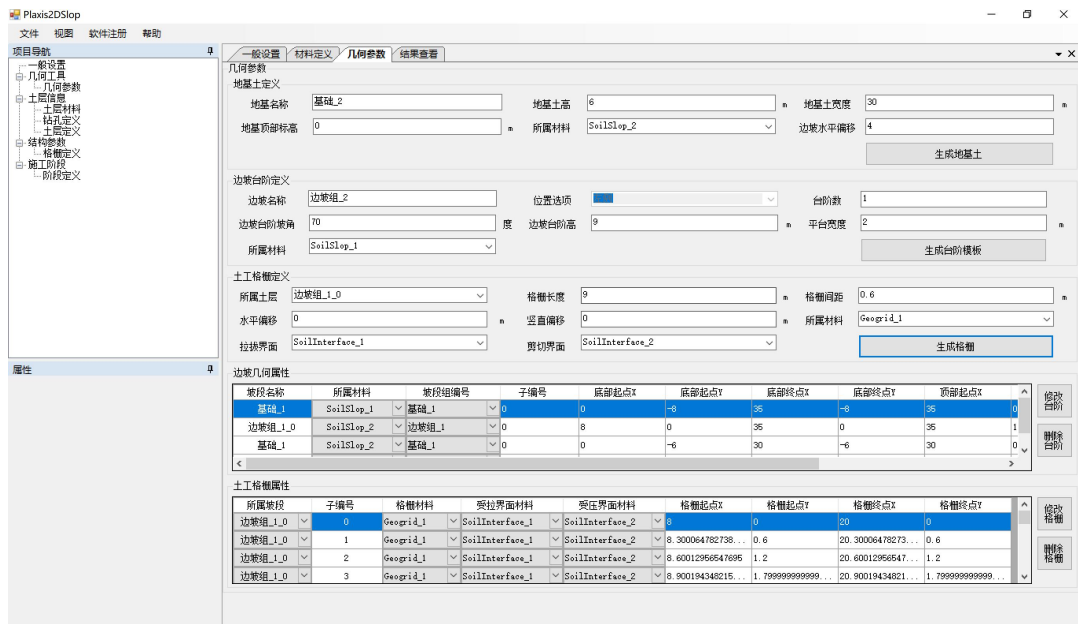 Plaxis2DSlop
文件 视图 软件注册 帮助
项目导航
一般设置
几何工具
几何参数
土层信息
土层材料
钻孔定义
土层定义
结构参数
格栅定义
施工阶段
阶段定义
属性
一般设置 材料定义 几何参数 结果查看
几何参数
地基土定义
地基名称 基础_2 地基土高 6 m 地基土宽度 30 m
地基顶部标高 0 m 所属材料 SoilSlop_2 边坡水平偏移 4
生成地基土
边坡台阶定义
边坡名称 边坡组_2 位置选项 台阶数 1
边坡台阶坡角 70 度 边坡台阶高 9 m 平台宽度 2 m
所属材料 SoilSlop_1 生成台阶模板
土工格栅定义
所属土层 边坡组_1_0 格栅长度 9 m 格栅间距 0.6 m
水平偏移 0 m 竖直偏移 0 m 所属材料 Geogrid_1
拉拔界面 SoilInterface_1 剪切界面 SoilInterface_2 生成格栅
边坡几何属性
坡段名称 所属材料 坡段组编号 子编号 底部起点X 底部起点Y 底部终点X 底部终点Y 顶部起点X
基础_1 SoilSlop_1 基础_1 0 0 -8 35 -8 35 0
边坡组_1_0 SoilSlop_2 边坡组_1 0 8 0 35 0 35 1
基础_1 SoilSlop_2 基础_1 0 0 -6 30 -6 30 0
修改台阶
删除台阶
土工格栅属性
所属坡段 子编号 格栅材料 受拉界面材料 受压界面材料 格栅起点X 格栅起点Y 格栅终点X 格栅终点Y
边坡组_1_0 0 Geogrid_1 SoilInterface_1 SoilInterface_2 8 0 20 0
边坡组_1_0 1 Geogrid_1 SoilInterface_1 SoilInterface_2 8.300064782738... 0.6 20.30006478273... 0.6
边坡组_1_0 2 Geogrid_1 SoilInterface_1 SoilInterface_2 8.60012956547695 1.2 20.60012956547... 1.2
边坡组_1_0 3 Geogrid_1 SoilInterface_1 SoilInterface_2 8.900194348215... 1.799999999999... 20.90019434821... 1.799999999999...
修改格栅
删除格栅